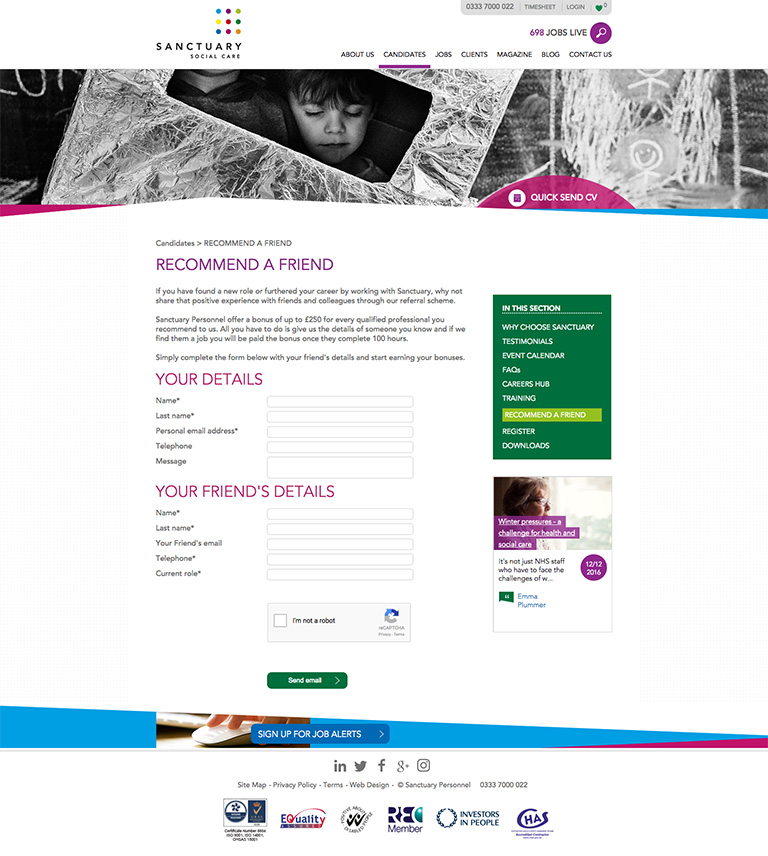 0333 7000 022 TIMESHEET LOGIN 0
SANCTUARY
SOCIAL CARE
698 JOBS LIVE
ABOUT US CANDIDATES JOBS CLIENTS MAGAZINE BLOG CONTACT US
QUICK SEND CV
Candidates > RECOMMEND A FRIEND
RECOMMEND A FRIEND
If you have found a new role or furthered your career by working with Sanctuary, why not
share that positive experience with friends and colleagues through our referral scheme.
Sanctuary Personnel offer a bonus of up to £250 for every qualified professional you
recommend to us. All you have to do is give us the details of someone you know and if we
find them a job you will be paid the bonus once they complete 100 hours.
Simply complete the form below with your friend's details and start earning your bonuses.
YOUR DETAILS
Name*
Last name*
Personal email address*
Telephone
Message
YOUR FRIEND'S DETAILS
Name*
Last name*
Your Friend's email
Telephone*
Current role*
I'm not a robot
reCAPTCHA
Privacy - Terms
Send email
IN THIS SECTION
WHY CHOOSE SANCTUARY
TESTIMONIALS
EVENT CALENDAR
FAQs
CAREERS HUB
TRAINING
RECOMMEND A FRIEND
REGISTER
DOWNLOADS
Winter pressures - a
challenge for health and
social care
It's not just NHS staff
who have to face the
challenges of w...
12/12
2016
Emma
Plummer
SIGN UP FOR JOB ALERTS
Site Map - Privacy Policy - Terms - Web Design - © Sanctuary Personnel 0333 7000 022
Certificate Number 8854
ISO 9001, ISO 14001,
OHSAS 18001
EQuality
POSITIVE ABOUT
DISABLED PEOPLE
REC
Member
INVESTORS
IN PEOPLE
CHAS
Accredited Contractor